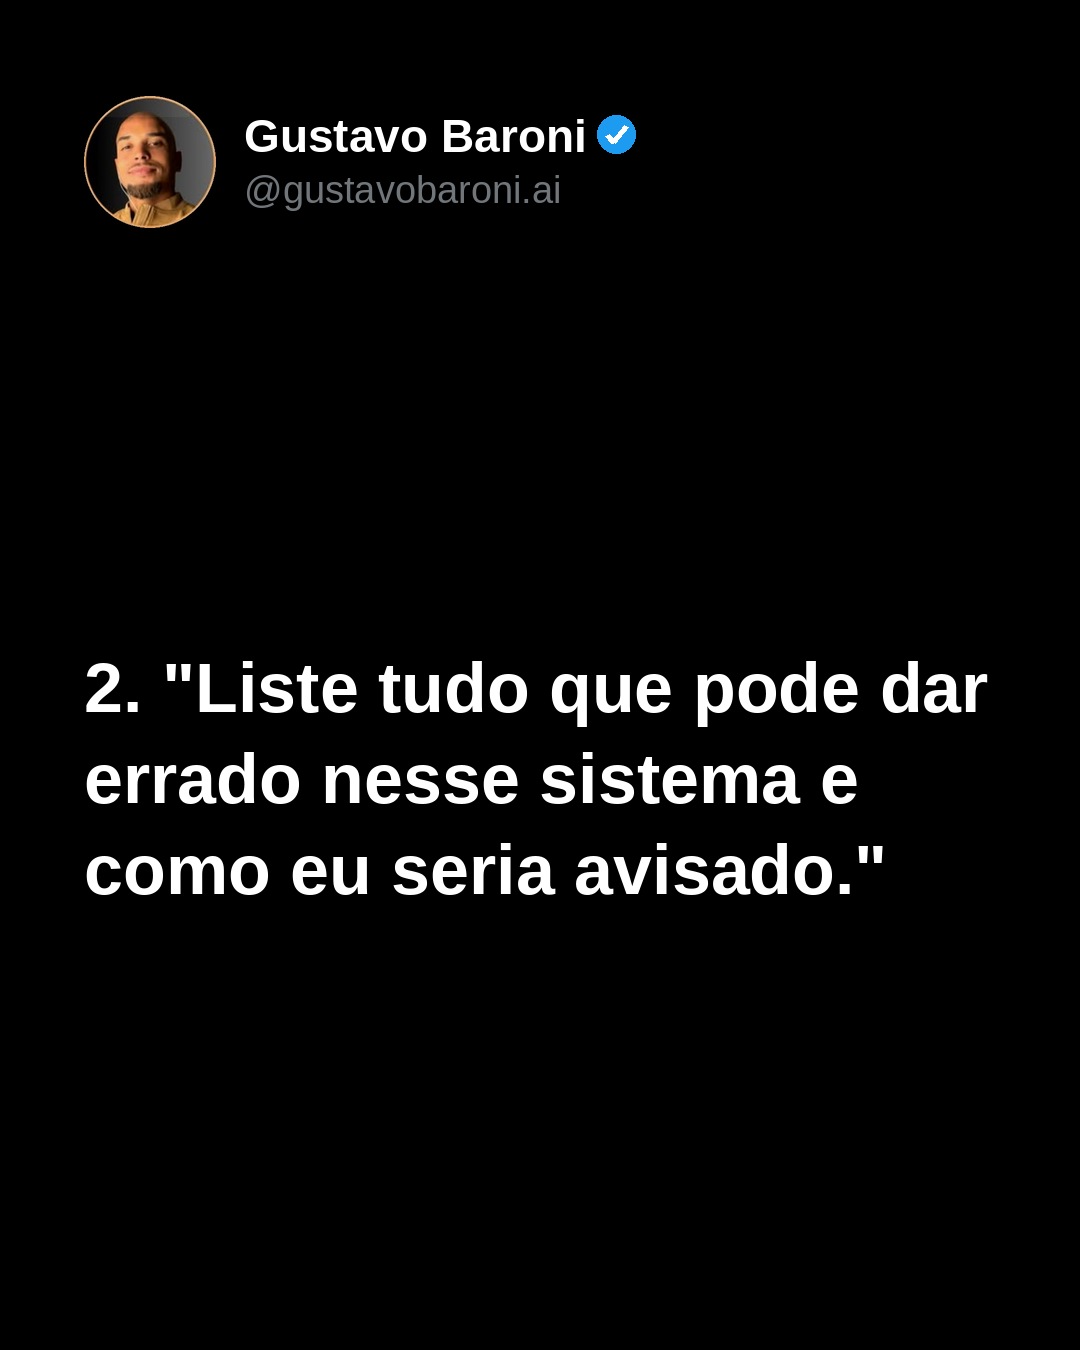 Gustavo Baroni
@gustavobaroni.ai
2. "Liste tudo que pode dar
errado nesse sistema e
como eu seria avisado."